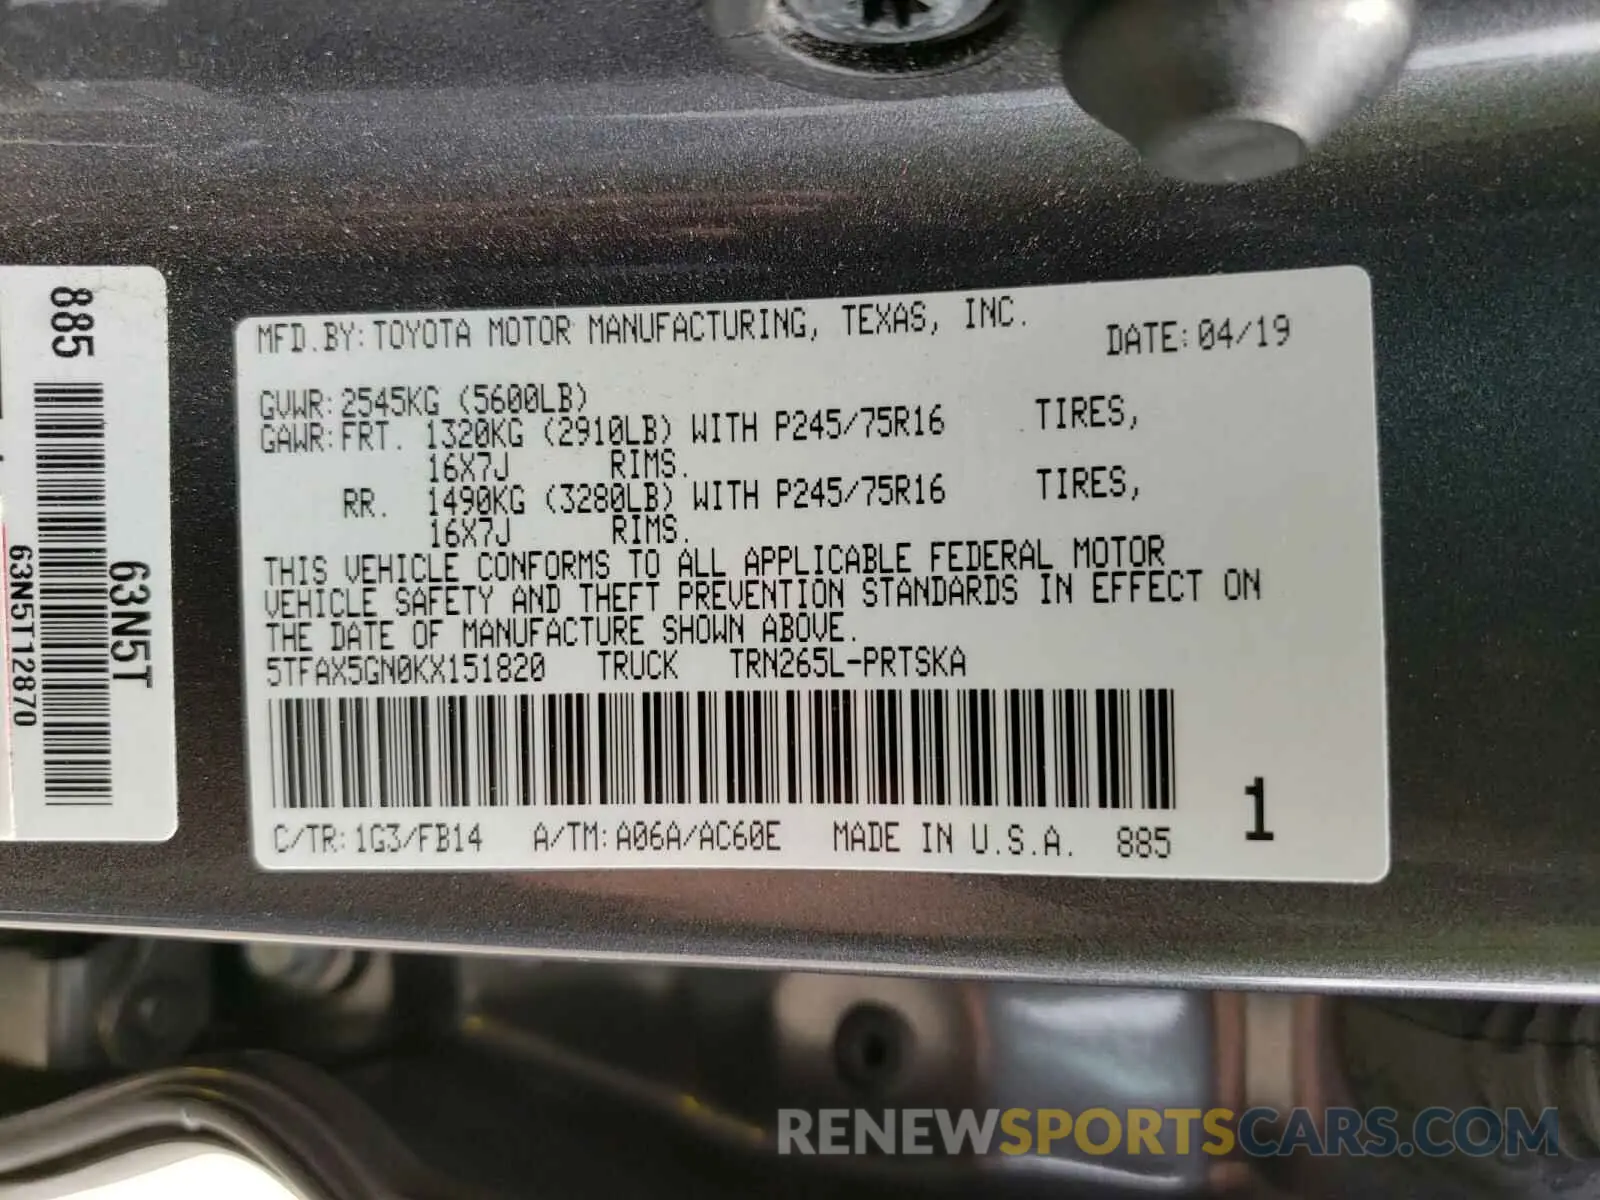 MFD.BY:TOYOTA MOTOR MANUFACTURING, TEXAS, INC. DATE:04/19
GVWR:2545KG (5600LB)
GAWR:FRT. 1320KG (2910LB) WITH P245/75R16 TIRES,
16X7J RIMS.
RR. 1490KG (3280LB) WITH P245/75R16 TIRES,
16X7J RIMS.
THIS VEHICLE CONFORMS TO ALL APPLICABLE FEDERAL MOTOR
VEHICLE SAFETY AND THEFT PREVENTION STANDARDS IN EFFECT ON
THE DATE OF MANUFACTURE SHOWN ABOVE.
5TFAX5GN0KX151820 TRUCK TRN265L-PRTSKA
C/TR:1G3/FB14 A/TM:A06A/AC60E MADE IN U.S.A. 885
1
885
63N5T
63N5T12870
RENEWSPORTSCARS.COM